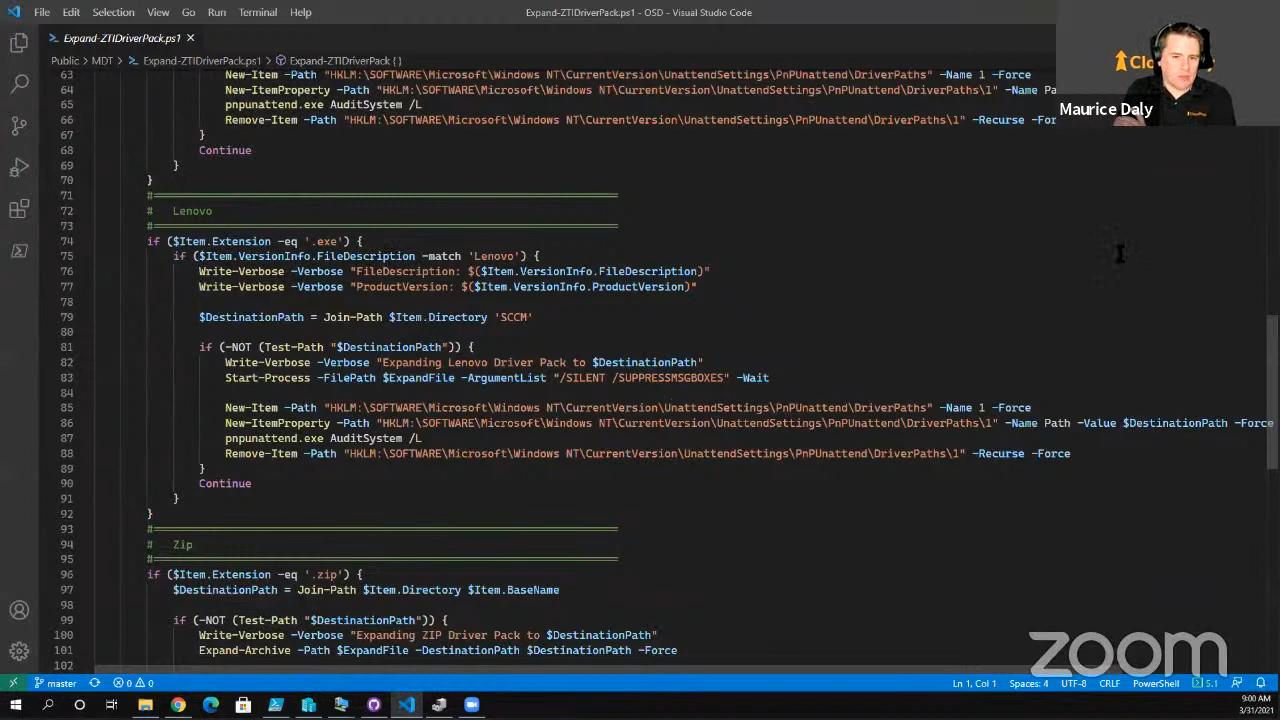 File Edit Selection View Go Run Terminal Help
Expand-ZTIDriverPack.ps1 - OSD - Visual Studio Code
Expand-ZTIDriverPack.ps1
Public > MDT > Expand-ZTIDriverPack.ps1 > Expand-ZTIDriverPack { }
Maurice Daly
63 New-Item -Path "HKLM:\SOFTWARE\Microsoft\Windows NT\CurrentVersion\UnattendSettings\PnPUnattend\DriverPaths" -Name 1 -Force
64 New-ItemProperty -Path "HKLM:\SOFTWARE\Microsoft\Windows NT\CurrentVersion\UnattendSettings\PnPUnattend\DriverPaths\1" -Name Pa
65 pnpunattend.exe AuditSystem /L
66 Remove-Item -Path "HKLM:\SOFTWARE\Microsoft\Windows NT\CurrentVersion\UnattendSettings\PnPUnattend\DriverPaths\1" -Recurse -For
67 }
68 Continue
69 }
70 }
71 #===================================================
72 # Lenovo
73 #===================================================
74 if ($Item.Extension -eq '.exe') {
75 if ($Item.VersionInfo.FileDescription -match 'Lenovo') {
76 Write-Verbose -Verbose "FileDescription: $($Item.VersionInfo.FileDescription)"
77 Write-Verbose -Verbose "ProductVersion: $($Item.VersionInfo.ProductVersion)"
78
79 $DestinationPath = Join-Path $Item.Directory 'SCCM'
80
81 if (-NOT (Test-Path "$DestinationPath")) {
82 Write-Verbose -Verbose "Expanding Lenovo Driver Pack to $DestinationPath"
83 Start-Process -FilePath $ExpandFile -ArgumentList "/SILENT /SUPPRESSMSGBOXES" -Wait
84
85 New-Item -Path "HKLM:\SOFTWARE\Microsoft\Windows NT\CurrentVersion\UnattendSettings\PnPUnattend\DriverPaths" -Name 1 -Force
86 New-ItemProperty -Path "HKLM:\SOFTWARE\Microsoft\Windows NT\CurrentVersion\UnattendSettings\PnPUnattend\DriverPaths\1" -Name Path -Value $DestinationPath -Force
87 pnpunattend.exe AuditSystem /L
88 Remove-Item -Path "HKLM:\SOFTWARE\Microsoft\Windows NT\CurrentVersion\UnattendSettings\PnPUnattend\DriverPaths\1" -Recurse -Force
89 }
90 Continue
91 }
92 }
93 #===================================================
94 # Zip
95 #===================================================
96 if ($Item.Extension -eq '.zip') {
97 $DestinationPath = Join-Path $Item.Directory $Item.BaseName
98
99 if (-NOT (Test-Path "$DestinationPath")) {
100 Write-Verbose -Verbose "Expanding ZIP Driver Pack to $DestinationPath"
101 Expand-Archive -Path $ExpandFile -DestinationPath $DestinationPath -Force
102
zoom
master 0 0 Ln 1, Col 1 Spaces: 4 UTF-8 CRLF PowerShell 5.1
9:00 AM
3/31/2021